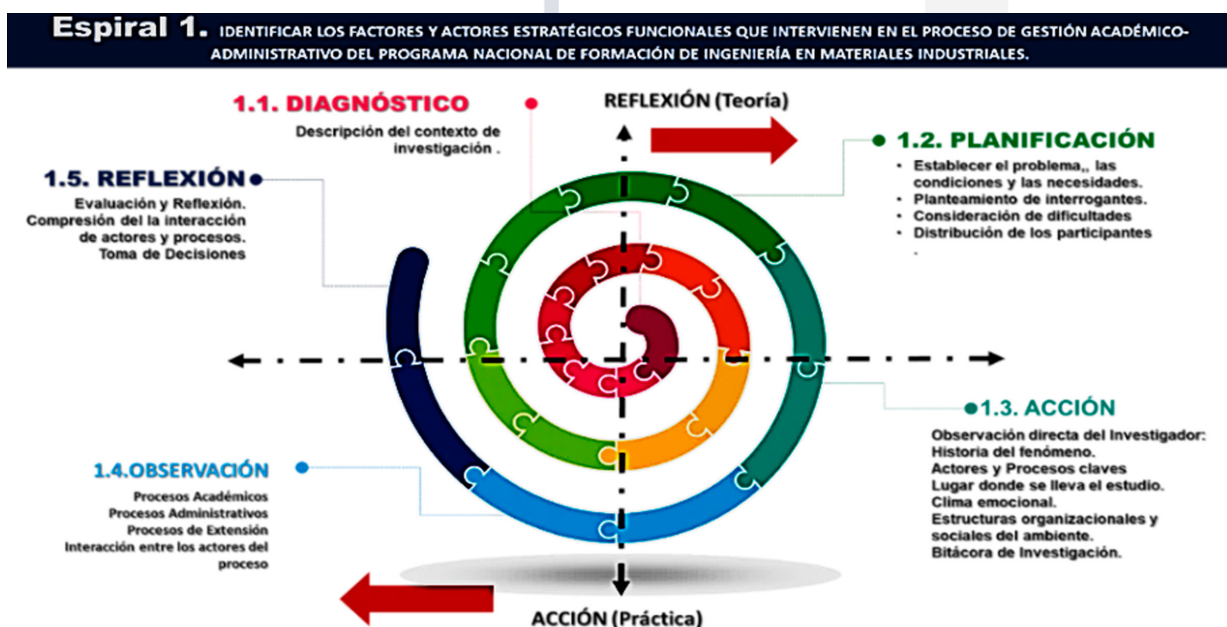 Espiral 1. IDENTIFICAR LOS FACTORES Y ACTORES ESTRATÉGICOS FUNCIONALES QUE INTERVIENEN EN EL PROCESO DE GESTIÓN ACADÉMICO-
ADMINISTRATIVO DEL PROGRAMA NACIONAL DE FORMACIÓN DE INGENIERÍA EN MATERIALES INDUSTRIALES.
REFLEXIÓN (Teoría)
1.1. DIAGNÓSTICO
Descripción del contexto de
investigación .
1.2. PLANIFICACIÓN
• Establecer el problema,, las
condiciones y las necesidades.
• Planteamiento de interrogantes.
• Consideración de dificultades
• Distribución de los participantes
.
1.5. REFLEXIÓN
Evaluación y Reflexión.
Compresión del la interacción
de actores y procesos.
Toma de Decisiones
1.3. ACCIÓN
Observación directa del Investigador:
Historia del fenómeno.
Actores y Procesos claves
Lugar donde se lleva el estudio.
Clima emocional.
Estructuras organizacionales y
sociales del ambiente.
Bitácora de Investigación.
1.4.OBSERVACIÓN
Procesos Académicos
Procesos Administrativos
Procesos de Extensión
Interacción entre los actores del
proceso
ACCIÓN (Práctica)